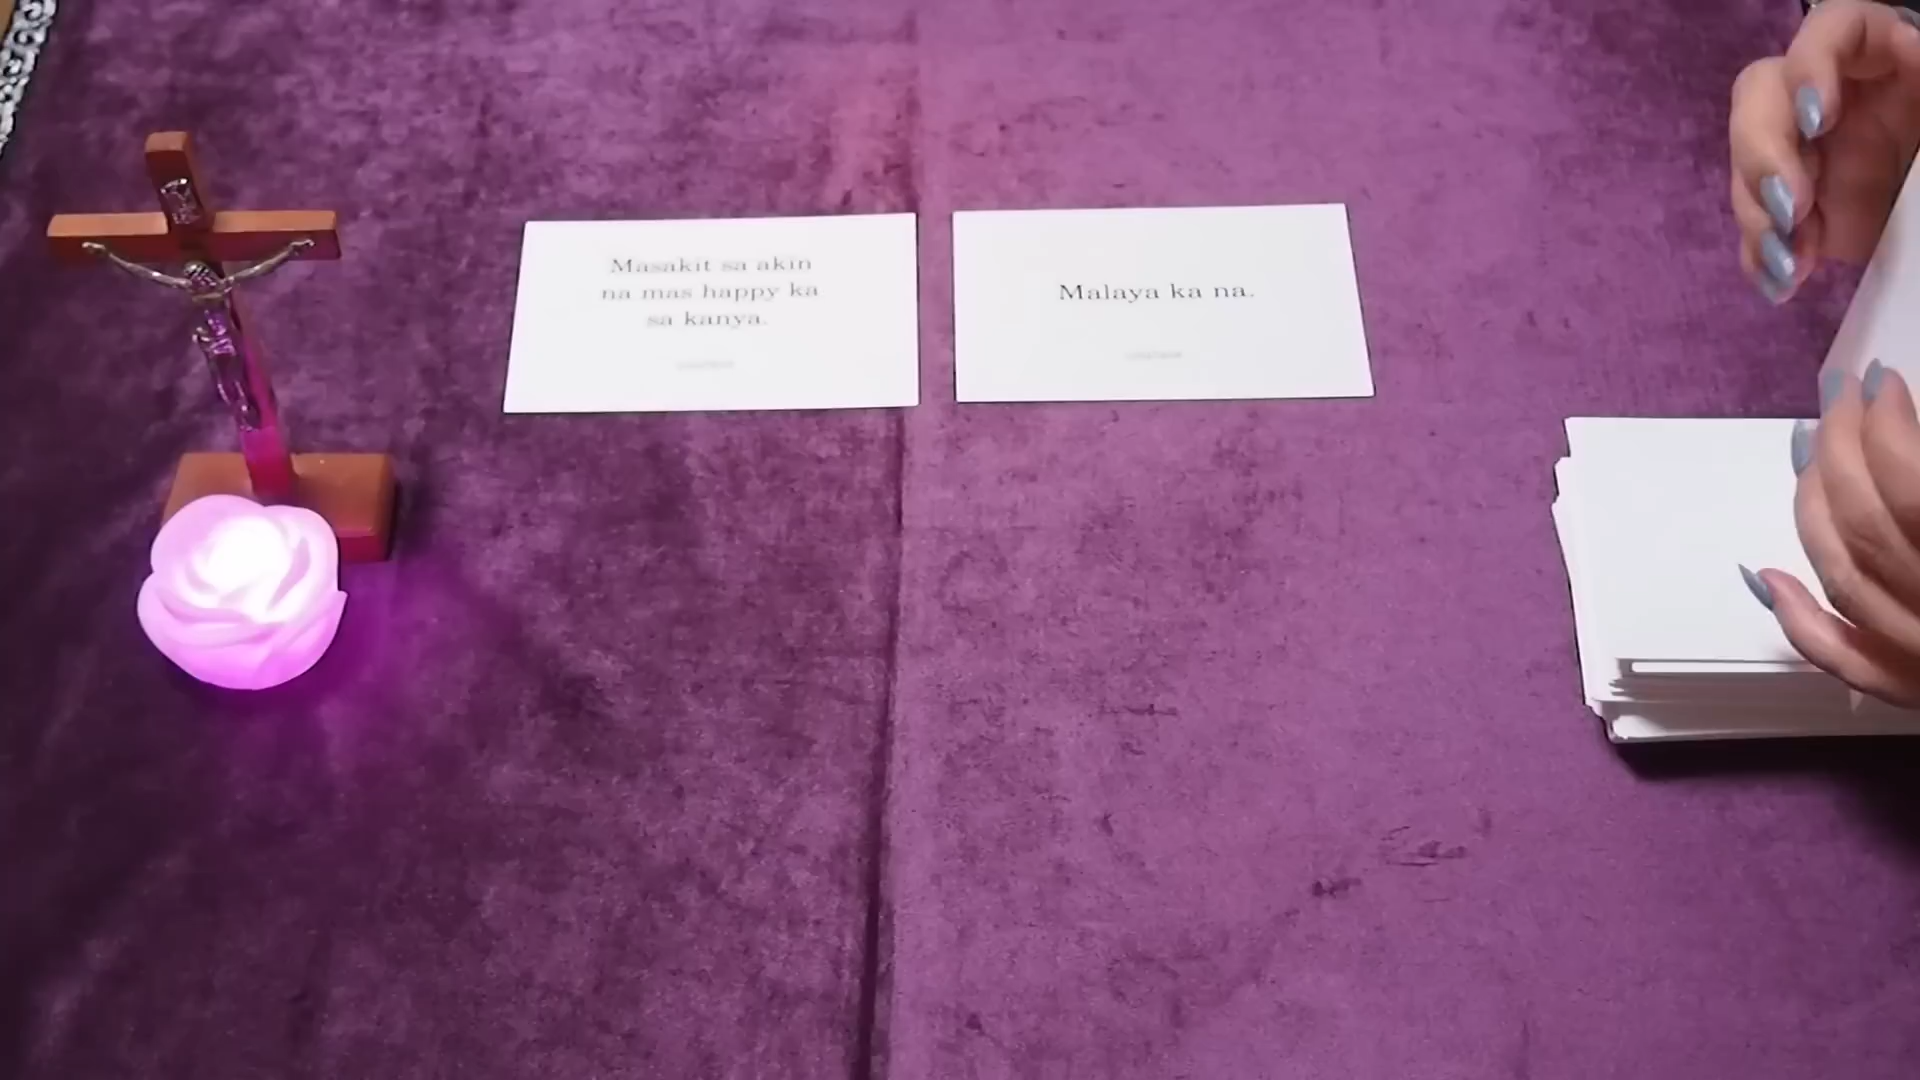 Masakit sa akin
na mas happy ka
sa kanya.
Malaya ka na.